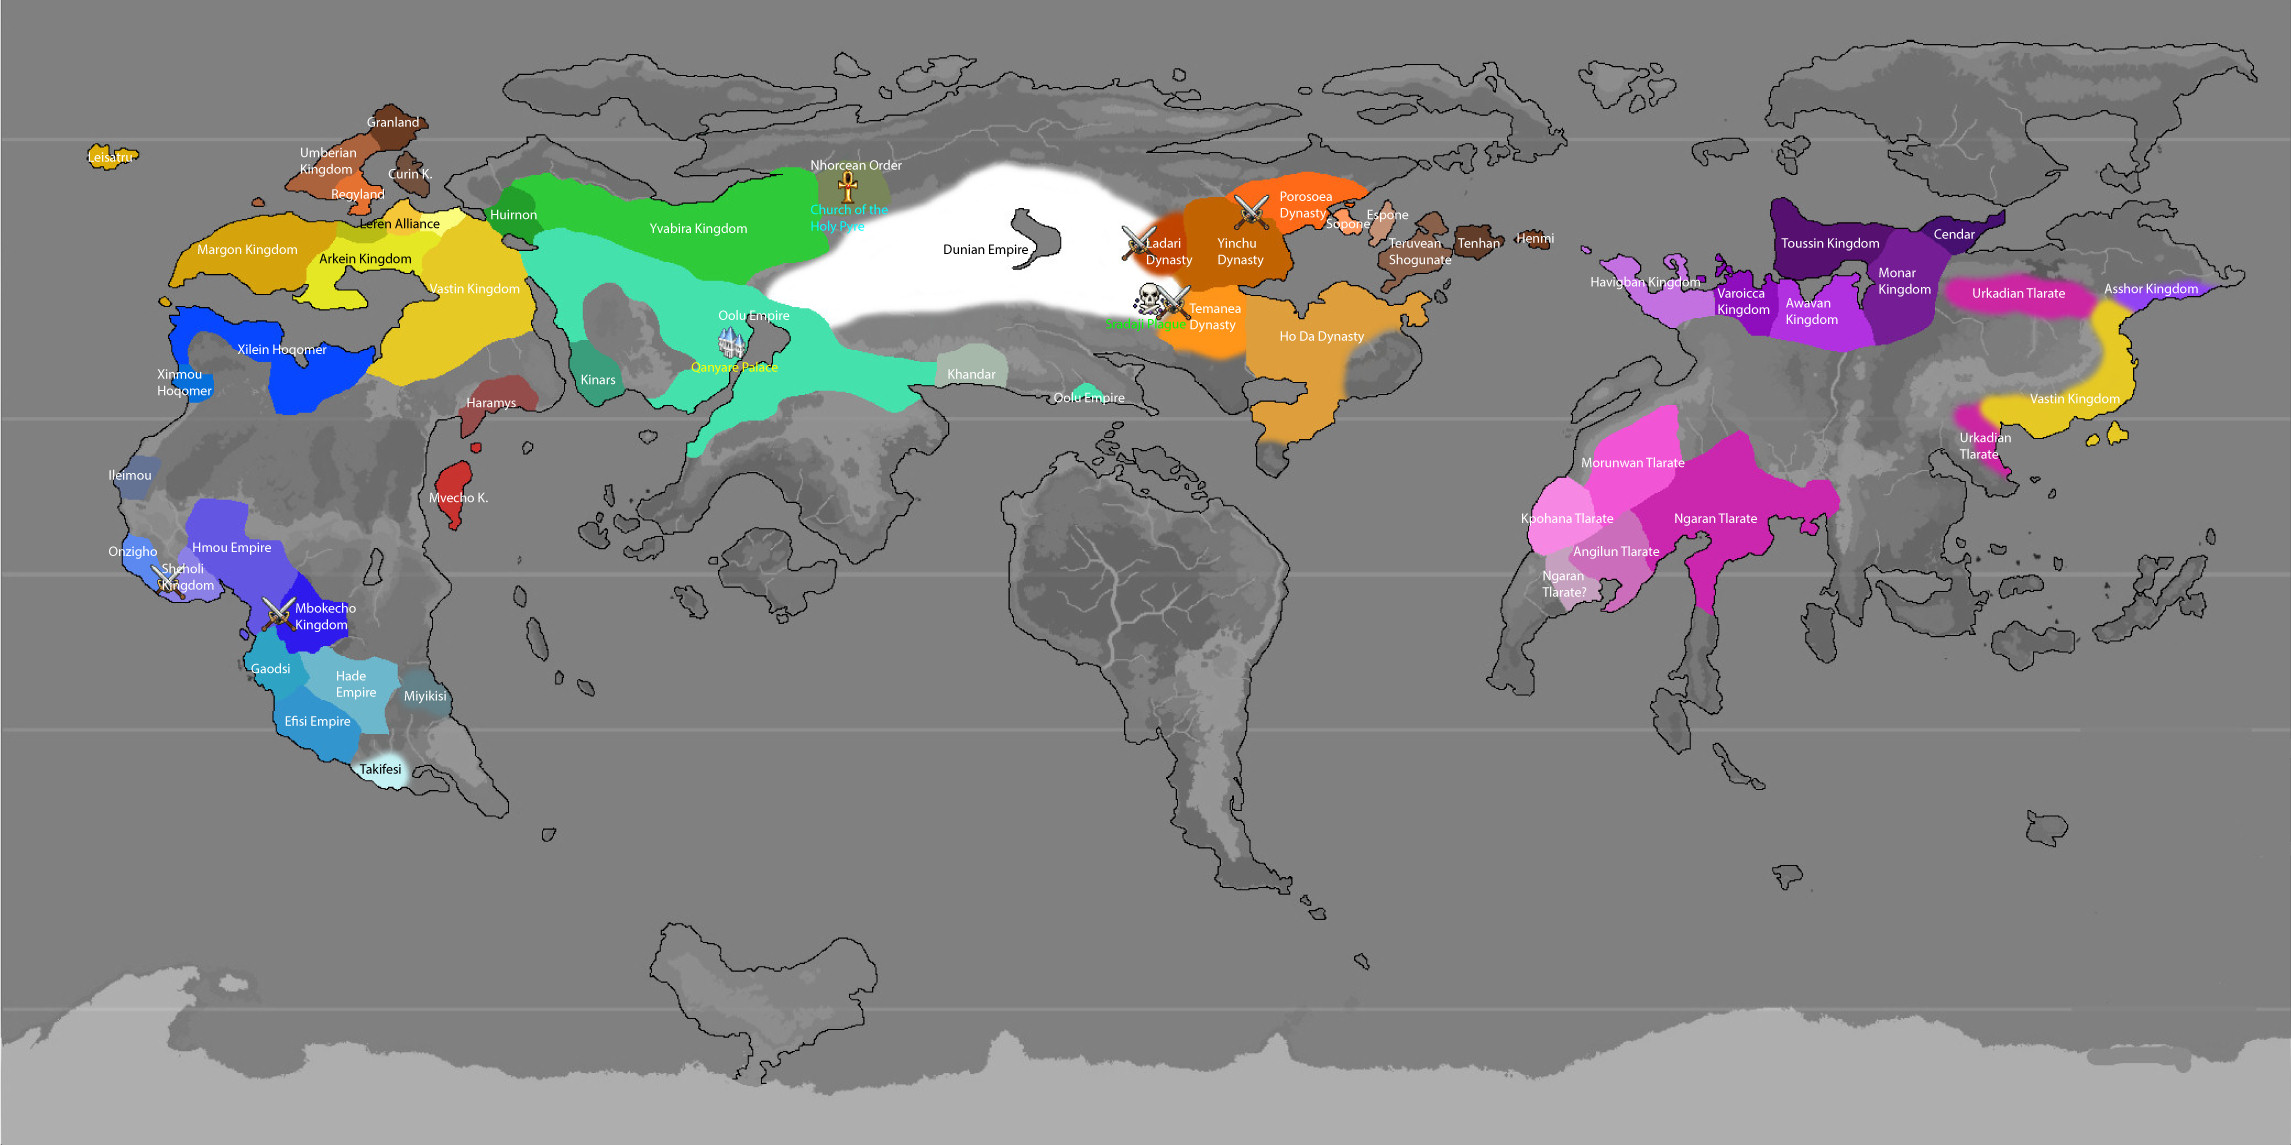 Granland
Leisatru
Umberian
Kingdom
Curin K.
Regyland
Leren Alliance
Margon Kingdom
Arkein Kingdom
Vastin Kingdom
Huirnon
Yvabira Kingdom
Nhorcean Order
Church of the
Holy Pyre
Dunian Empire
Xilein Hoqomer
Xinmou
Hoqomer
Oolu Empire
Qanyare Palace
Kinars
Haramys
Khandar
Oolu Empire
Ileimou
Mvecho K.
Onzigho
Hmou Empire
Sheholi
Kingdom
Mbokecho
Kingdom
Gaodsi
Hade
Empire
Miyikisi
Efisi Empire
Takifesi
Ladari
Dynasty
Yinchu
Dynasty
Porosoea
Dynasty
Sopone
Espone
Teruvean
Shogunate
Tenhan
Henmi
Plague
Temanea
Dynasty
Ho Da Dynasty
Havigban Kingdom
Varoicca
Kingdom
Awavan
Kingdom
Toussin Kingdom
Cendar
Monar
Kingdom
Urkadian Tlarate
Asshor Kingdom
Vastin Kingdom
Urkadian
Tlarate
Morunwan Tlarate
Kpohana Tlarate
Ngaran Tlarate
Angilun Tlarate
Ngaran
Tlarate?